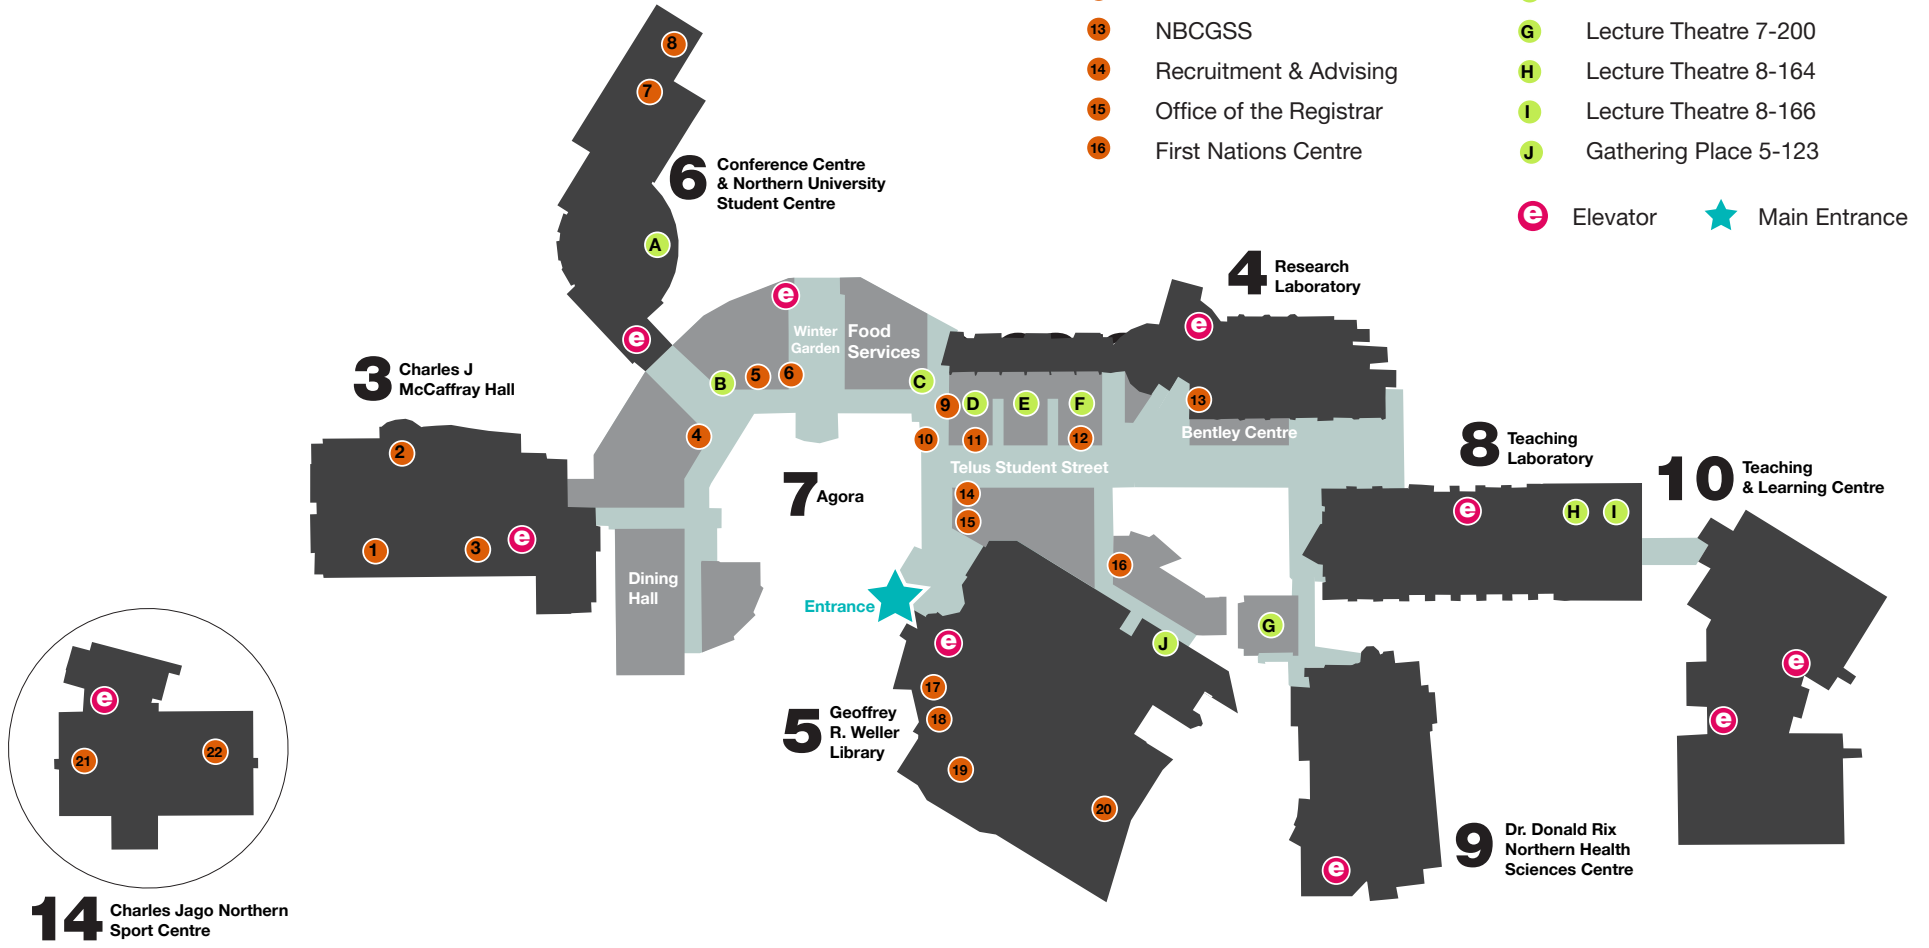 13 NBCGSS
14 Recruitment & Advising
15 Office of the Registrar
16 First Nations Centre
G Lecture Theatre 7-200
H Lecture Theatre 8-164
I Lecture Theatre 8-166
J Gathering Place 5-123
e Elevator
Main Entrance
8
7
6 Conference Centre
& Northern University
Student Centre
A
e
e
Winter
Garden
Food
Services
B
5
6
C
4 Research
Laboratory
e
13
Bentley Centre
9
D
E
F
10
11
12
Telus Student Street
3 Charles J
McCaffray Hall
2
1
3
e
4
7 Agora
14
15
16
8 Teaching
Laboratory
e
H
I
10 Teaching
& Learning Centre
e
e
Dining
Hall
Entrance
e
J
G
17
18
19
20
5 Geoffrey
R. Weller
Library
9 Dr. Donald Rix
Northern Health
Sciences Centre
e
e
21
22
14 Charles Jago Northern
Sport Centre